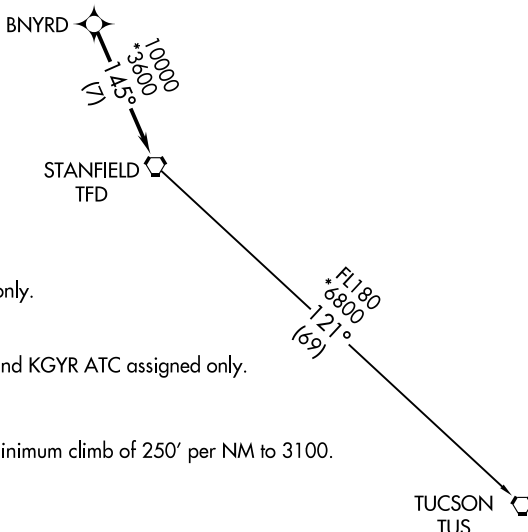 BNYRD
10000
*3600
145°
(7)
STANFIELD
TFD
only.
FL180
*6800
121°
(69)
nd KGYR ATC assigned only.
inimum climb of 250' per NM to 3100.
TUCSON
TUS